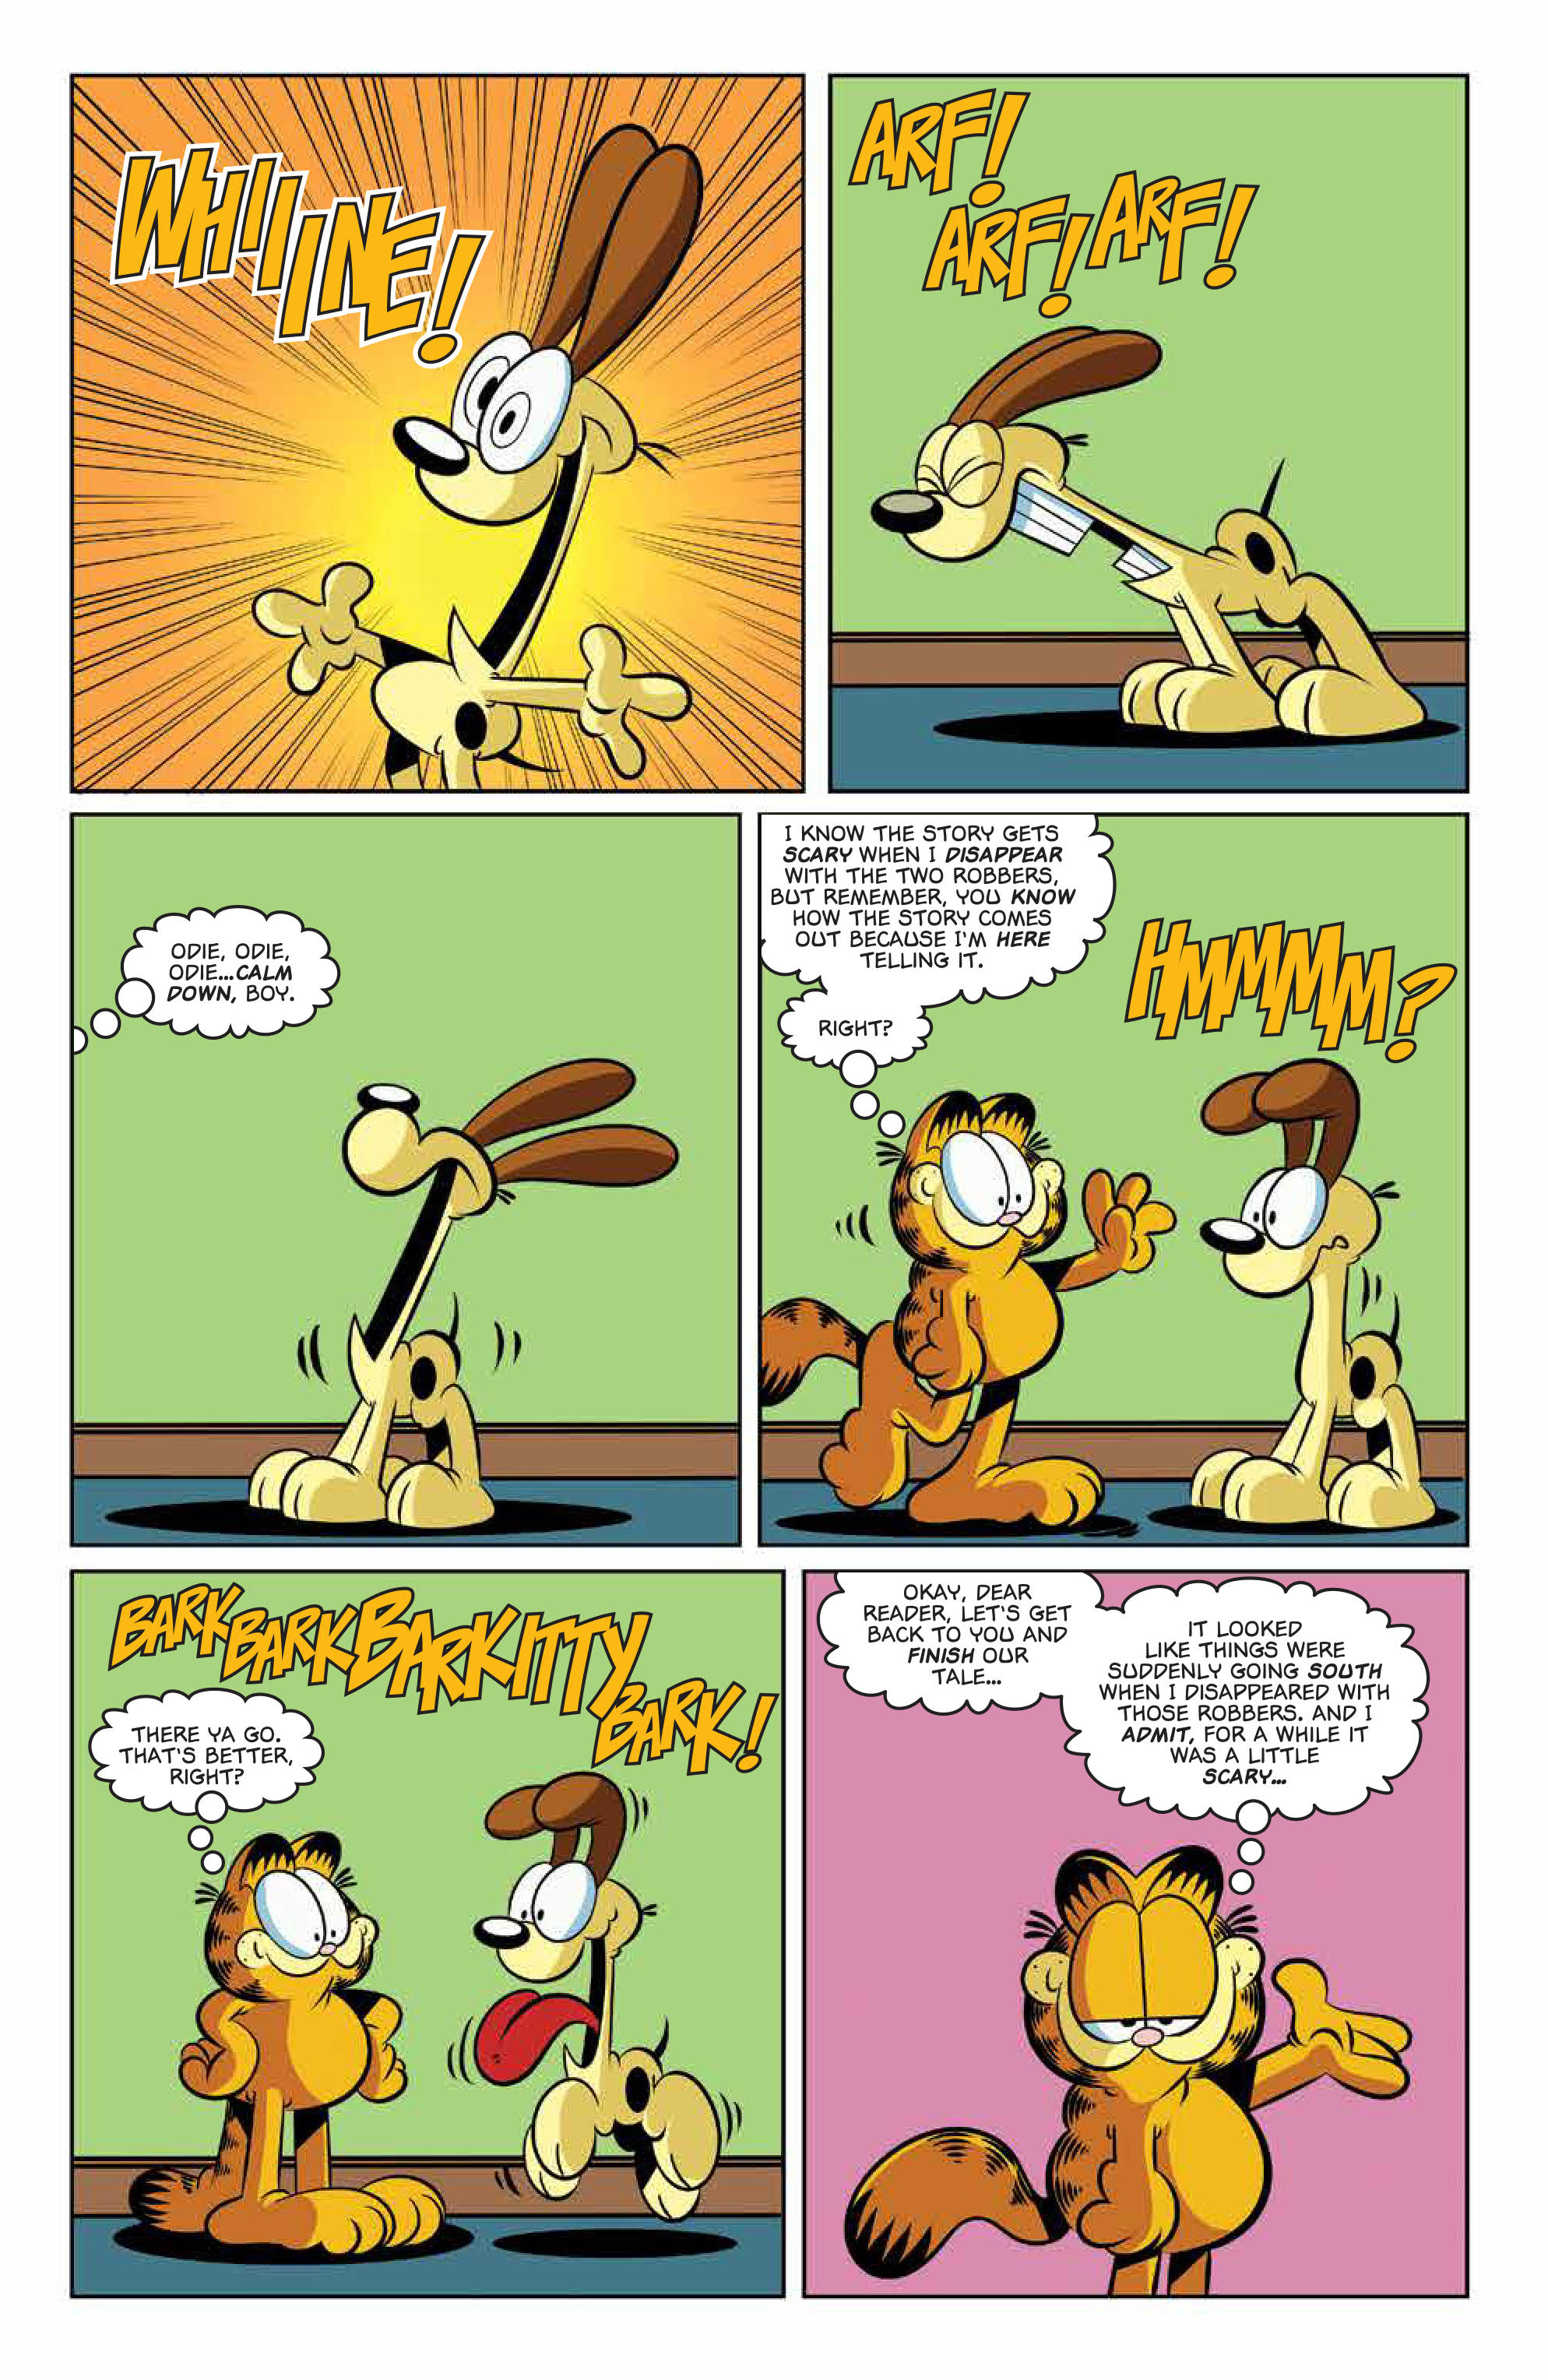 WHIIINE!
ARF!
ARF! ARF!
ODIE, ODIE,
ODIE...CALM
DOWN, BOY.
I KNOW THE STORY GETS
SCARY WHEN I DISAPPEAR
WITH THE TWO ROBBERS,
BUT REMEMBER, YOU KNOW
HOW THE STORY COMES
OUT BECAUSE I'M HERE
TELLING IT.
RIGHT?
HMMMM?
BARK BARK BARKITTY
BARK!
THERE YA GO.
THAT'S BETTER,
RIGHT?
OKAY, DEAR
READER, LET'S GET
BACK TO YOU AND
FINISH OUR
TALE...
IT LOOKED
LIKE THINGS WERE
SUDDENLY GOING SOUTH
WHEN I DISAPPEARED WITH
THOSE ROBBERS. AND I
ADMIT, FOR A WHILE IT
WAS A LITTLE
SCARY...